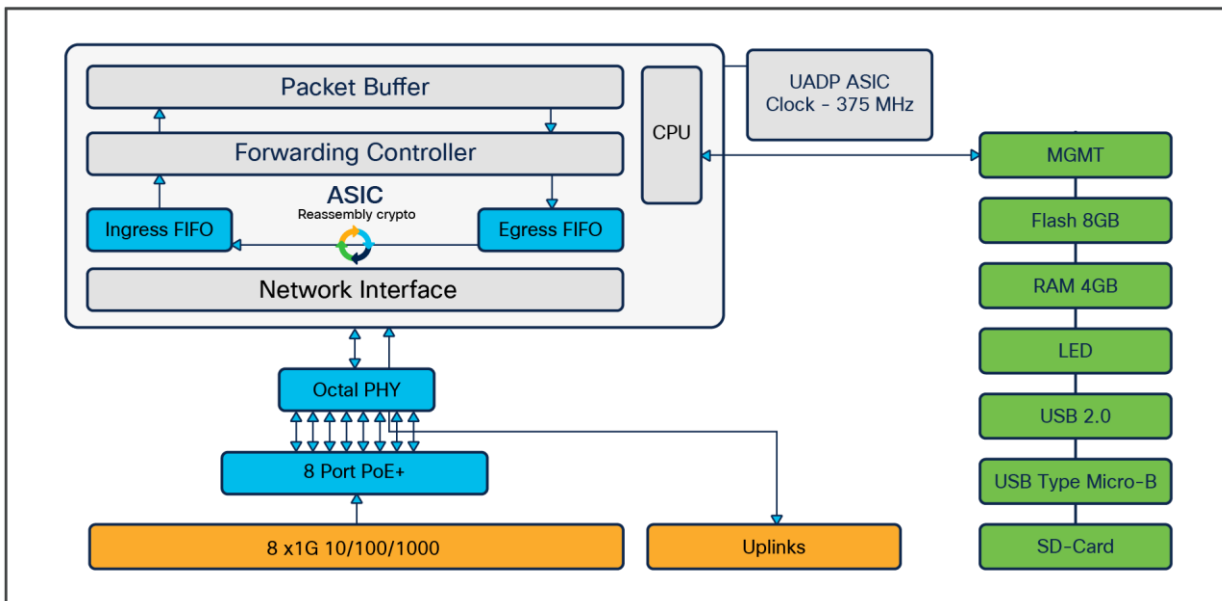 Packet Buffer
UADP ASIC
Clock - 375 MHz
CPU
Forwarding Controller
MGMT
ASIC
Reassembly crypto
Ingress FIFO
Egress FIFO
Flash 8GB
Network Interface
RAM 4GB
LED
Octal PHY
USB 2.0
8 Port PoE+
USB Type Micro-B
8 x1G 10/100/1000
Uplinks
SD-Card